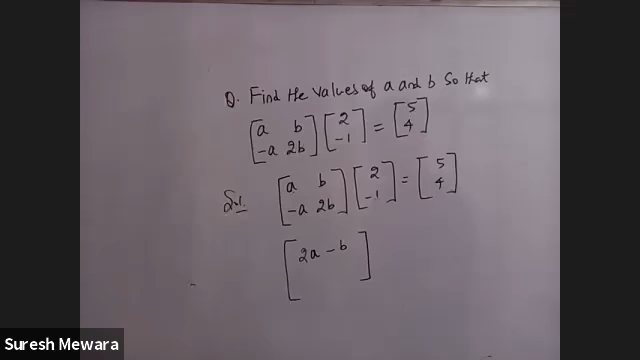 Q. Find the values of a and b So that
[a b
-a 2b] [2
-1] = [5
4]
Sol. [a b
-a 2b] [2
-1] = [5
4]
[2a - b
]
Suresh Mewara